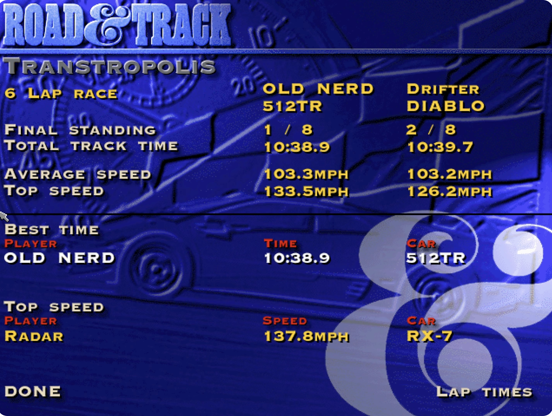 ROAD & TRACK
TRANSTROPOLIS
6 LAP RACE OLD NERD DRIFTER
512TR DIABLO
FINAL STANDING 1 / 8 2 / 8
TOTAL TRACK TIME 10:38.9 10:39.7
AVERAGE SPEED 103.3MPH 103.2MPH
TOP SPEED 133.5MPH 126.2MPH
BEST TIME
PLAYER TIME CAR
OLD NERD 10:38.9 512TR
TOP SPEED
PLAYER SPEED CAR
RADAR 137.8MPH RX-7
DONE LAP TIMES